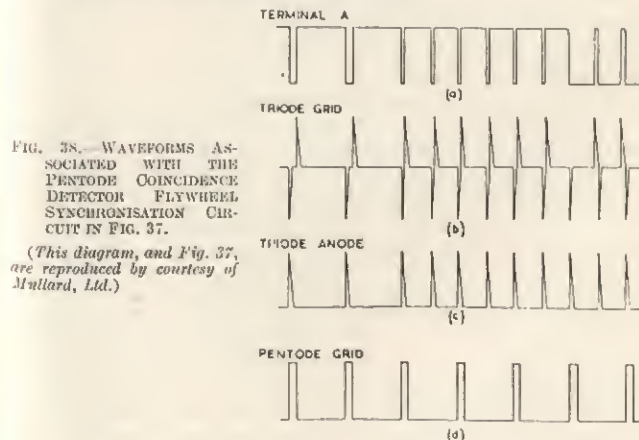 FIG. 38.—WAVEFORMS AS-
SOCIATED WITH THE
PENTODE COINCIDENCE
DETECTOR FLYWHEEL
SYNCHRONISATION CIR-
CUIT IN FIG. 37.
(This diagram, and Fig. 37,
are reproduced by courtesy of
Mullard, Ltd.)
TERMINAL A
(a)
TRIODE GRID
(b)
TRIODE ANODE
(c)
PENTODE GRID
(d)